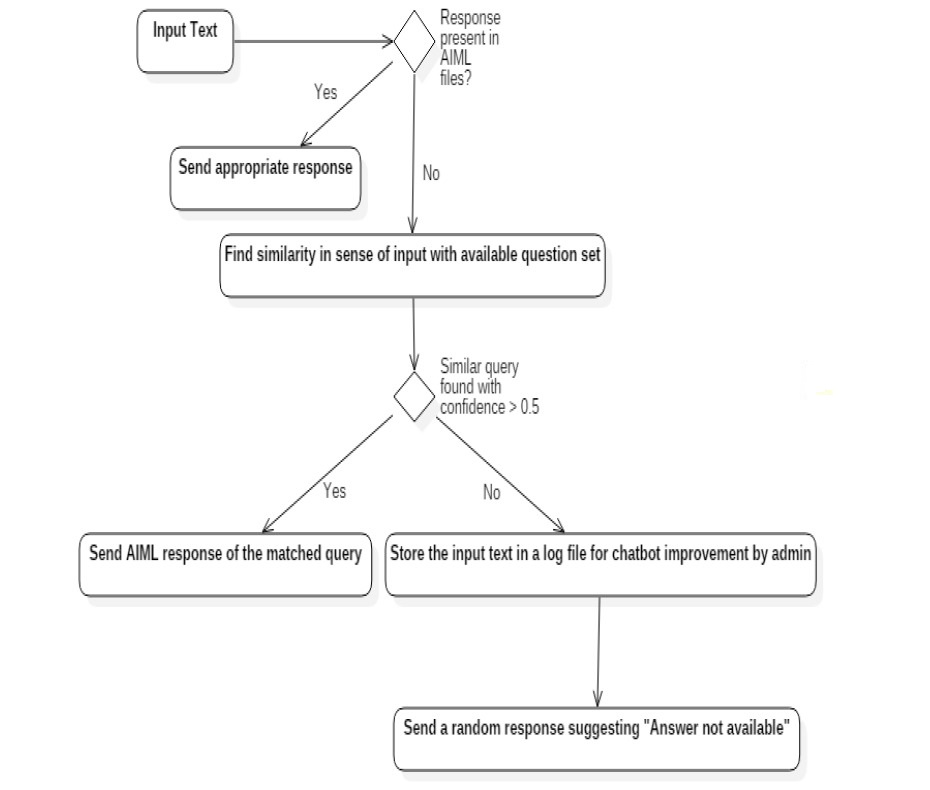 Input Text
Response
present in
AIML
files?
Yes
Send appropriate response
No
Find similarity in sense of input with available question set
Similar query
found with
confidence > 0.5
Yes
No
Send AIML response of the matched query
Store the input text in a log file for chatbot improvement by admin
Send a random response suggesting "Answer not available"